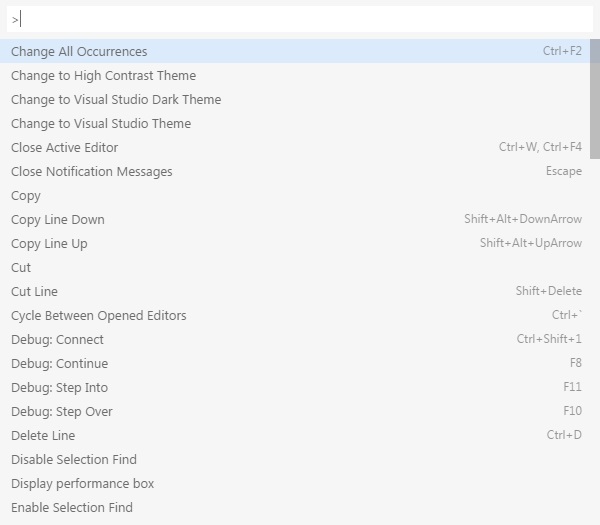 >
Change All Occurrences Ctrl+F2
Change to High Contrast Theme
Change to Visual Studio Dark Theme
Change to Visual Studio Theme
Close Active Editor Ctrl+W, Ctrl+F4
Close Notification Messages Escape
Copy
Copy Line Down Shift+Alt+DownArrow
Copy Line Up Shift+Alt+UpArrow
Cut
Cut Line Shift+Delete
Cycle Between Opened Editors Ctrl+`
Debug: Connect Ctrl+Shift+1
Debug: Continue F8
Debug: Step Into F11
Debug: Step Over F10
Delete Line Ctrl+D
Disable Selection Find
Display performance box
Enable Selection Find